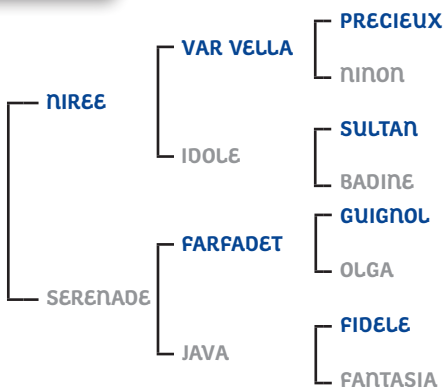 PRECIEUX
VAR VELLA
NINON
NIREE
SULTAN
IDOLE
BADINE
GUIGNOL
FARFADET
OLGA
SERENADE
FIDELE
JAVA
FANTASIA